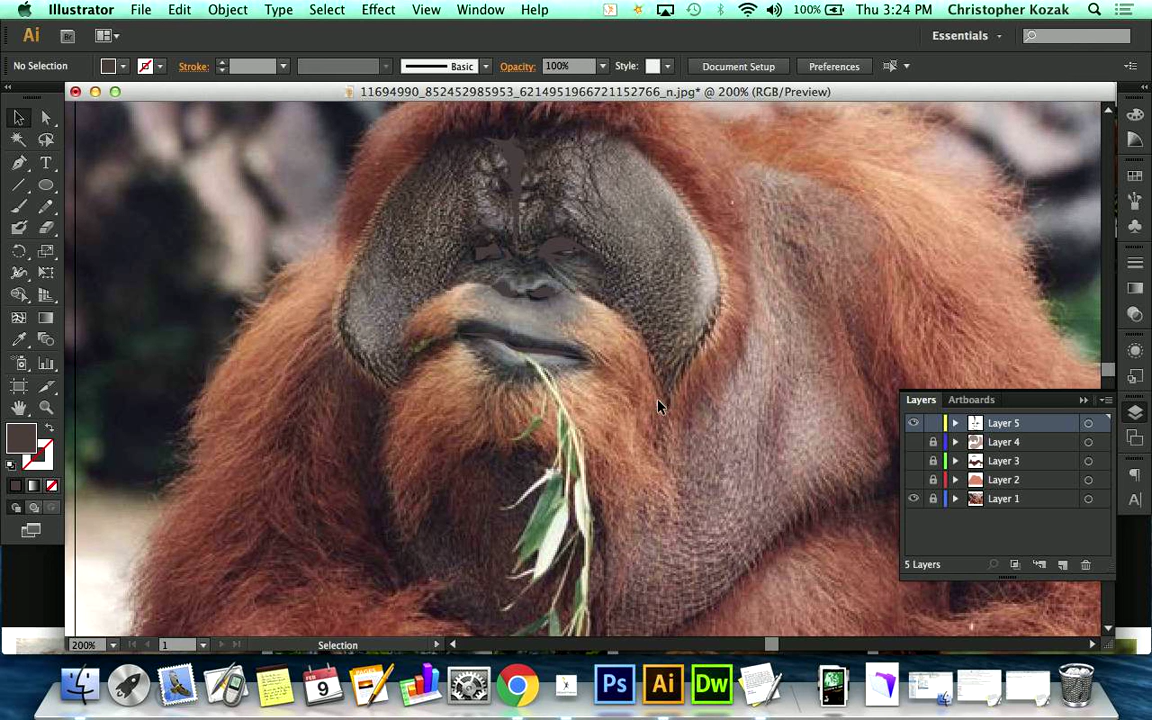 Illustrator File Edit Object Type Select Effect View Window Help 100% Thu 3:24 PM Christopher Kozak
Ai Br Essentials
No Selection Stroke: Basic Opacity: 100% Style: Document Setup Preferences
11694990_852452985953_6214951966721152766_n.jpg* @ 200% (RGB/Preview)
Layers Artboards
Layer 5
Layer 4
Layer 3
Layer 2
Layer 1
5 Layers
200% 1 Selection
FEB
9
Ps Ai Dw